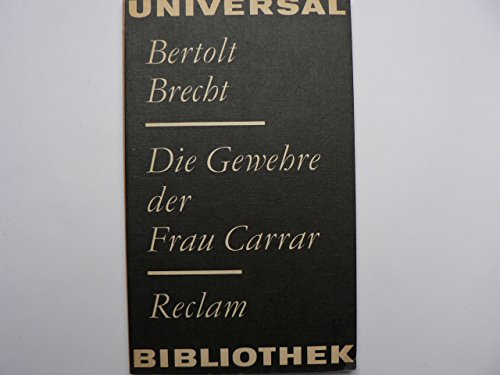 UNIVERSAL
Bertolt
Brecht
Die Gewehre
der
Frau Carrar
Reclam
BIBLIOTHEK